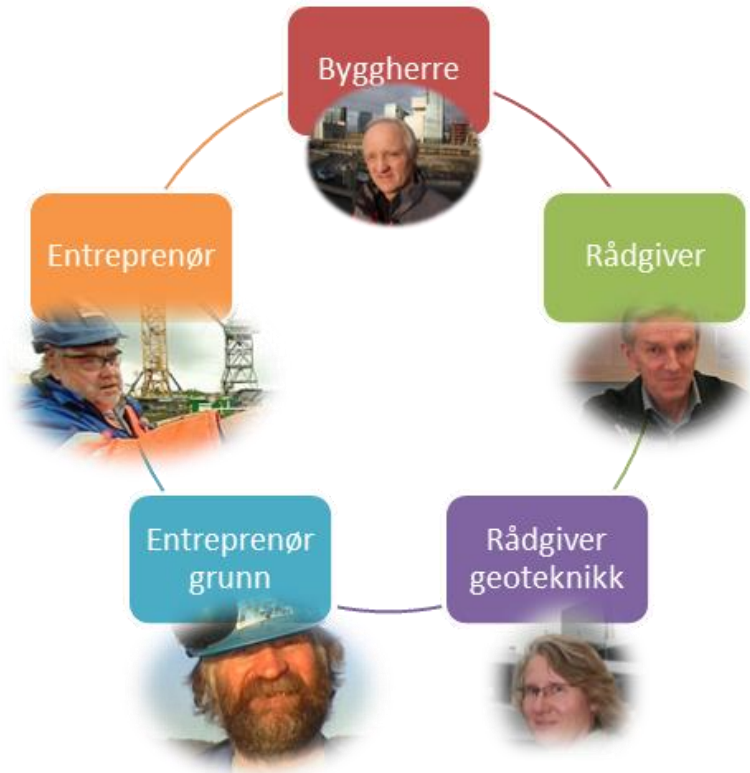 Byggherre
Rådgiver
Rådgiver
geoteknikk
Entreprenør
grunn
Entreprenør